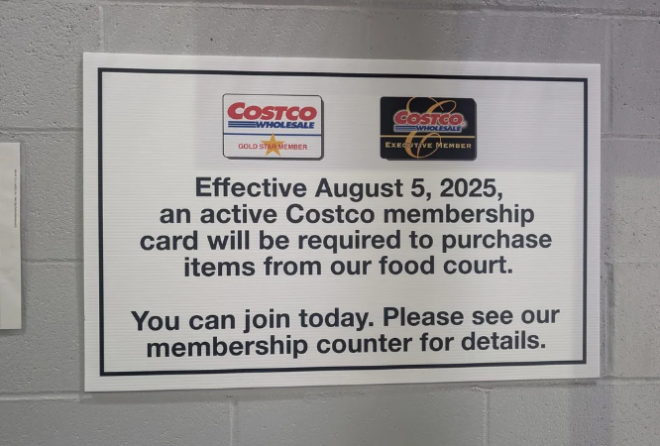 COSTCO
WHOLESALE
GOLD STAR MEMBER
COSTCO
WHOLESALE
EXECUTIVE MEMBER
Effective August 5, 2025,
an active Costco membership
card will be required to purchase
items from our food court.
You can join today. Please see our
membership counter for details.